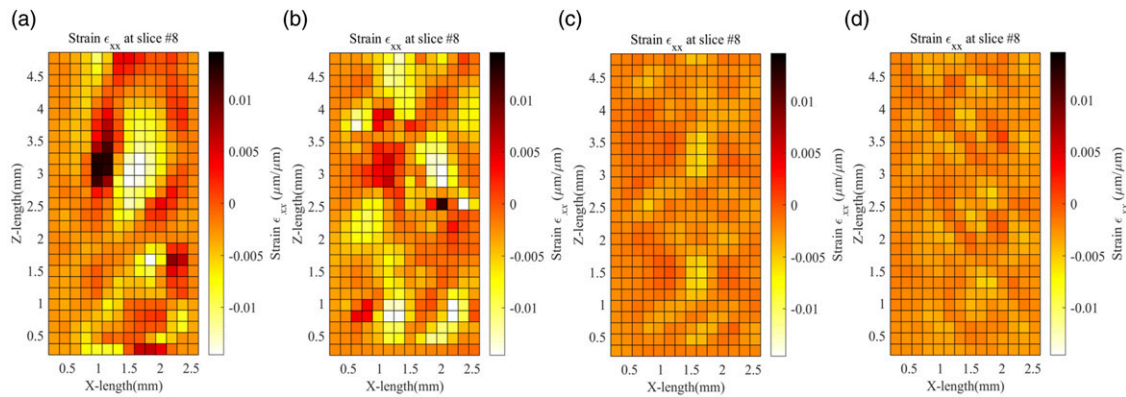 (a)
Strain ϵxx at slice #8
4.5
4
3.5
3
2.5
2
1.5
1
0.5
Z-length(mm)
0.5 1 1.5 2 2.5
X-length(mm)
0.01
0.005
0
-0.005
-0.01
Strain ϵxx (μm/μm)
(b)
Strain ϵxx at slice #8
4.5
4
3.5
3
2.5
2
1.5
1
0.5
Z-length(mm)
0.5 1 1.5 2 2.5
X-length(mm)
0.01
0.005
0
-0.005
-0.01
Strain ϵxx (μm/μm)
(c)
Strain ϵxx at slice #8
4.5
4
3.5
3
2.5
2
1.5
1
0.5
Z-length(mm)
0.5 1 1.5 2 2.5
X-length(mm)
0.01
0.005
0
-0.005
-0.01
Strain ϵxx (μm/μm)
(d)
Strain ϵxx at slice #8
4.5
4
3.5
3
2.5
2
1.5
1
0.5
Z-length(mm)
0.5 1 1.5 2 2.5
X-length(mm)
0.01
0.005
0
-0.005
-0.01
Strain ϵxx (μm/μm)